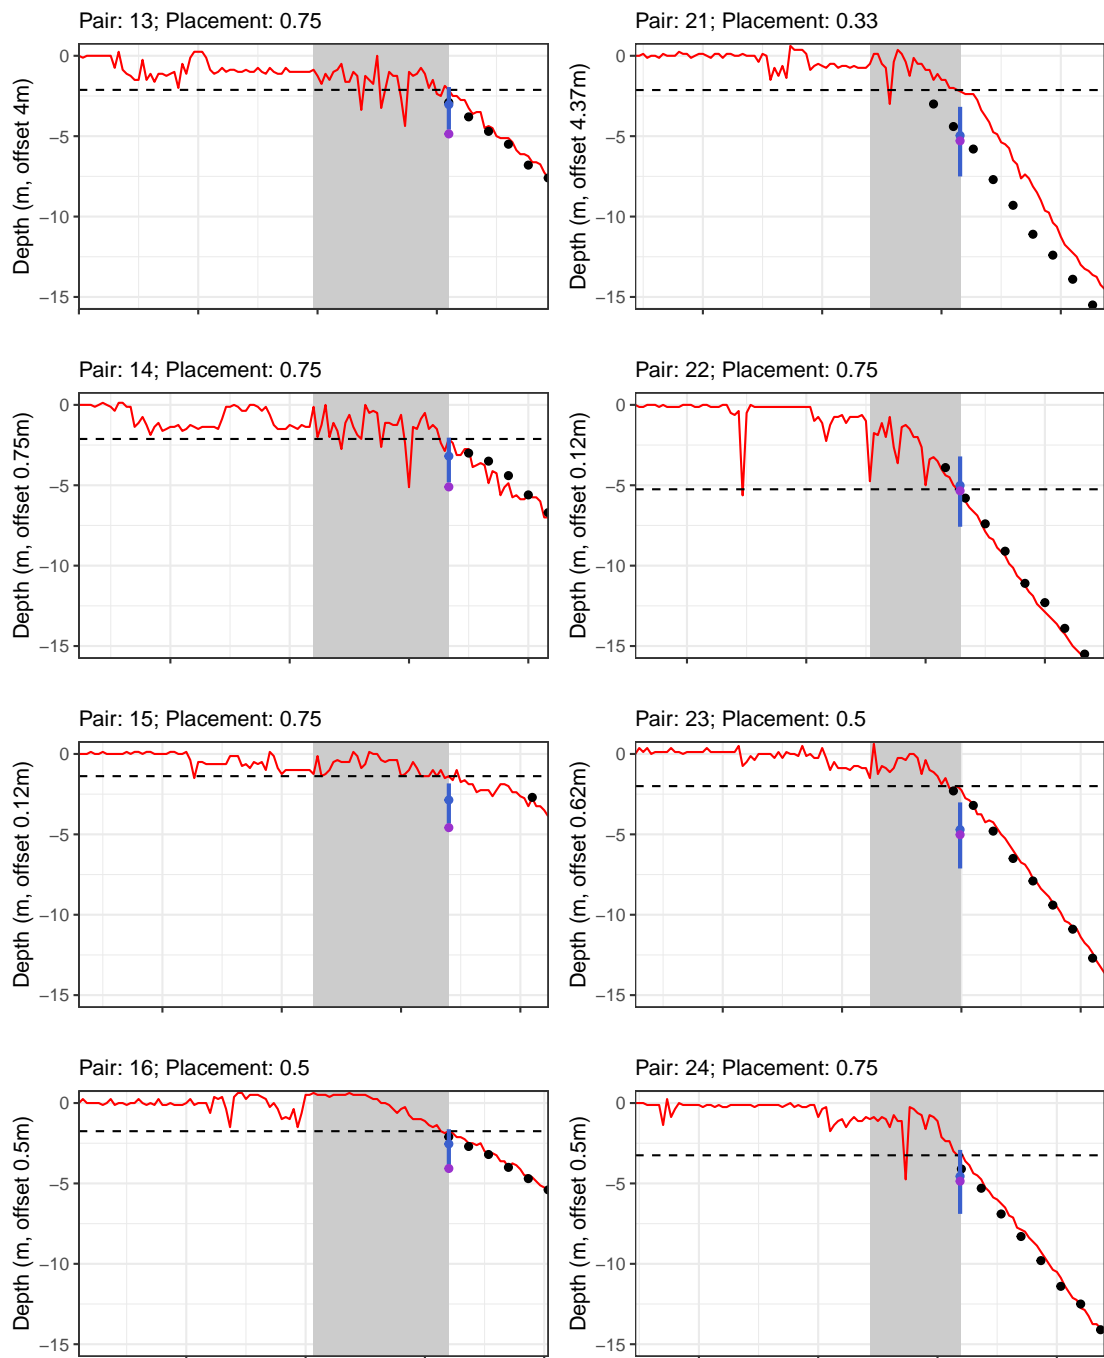 Pair: 13; Placement: 0.75
Depth (m, offset 4m)
0
−5
−10
−15
Pair: 21; Placement: 0.33
Depth (m, offset 4.37m)
0
−5
−10
−15
Pair: 14; Placement: 0.75
Depth (m, offset 0.75m)
0
−5
−10
−15
Pair: 22; Placement: 0.75
Depth (m, offset 0.12m)
0
−5
−10
−15
Pair: 15; Placement: 0.75
Depth (m, offset 0.12m)
0
−5
−10
−15
Pair: 23; Placement: 0.5
Depth (m, offset 0.62m)
0
−5
−10
−15
Pair: 16; Placement: 0.5
Depth (m, offset 0.5m)
0
−5
−10
−15
Pair: 24; Placement: 0.75
Depth (m, offset 0.5m)
0
−5
−10
−15